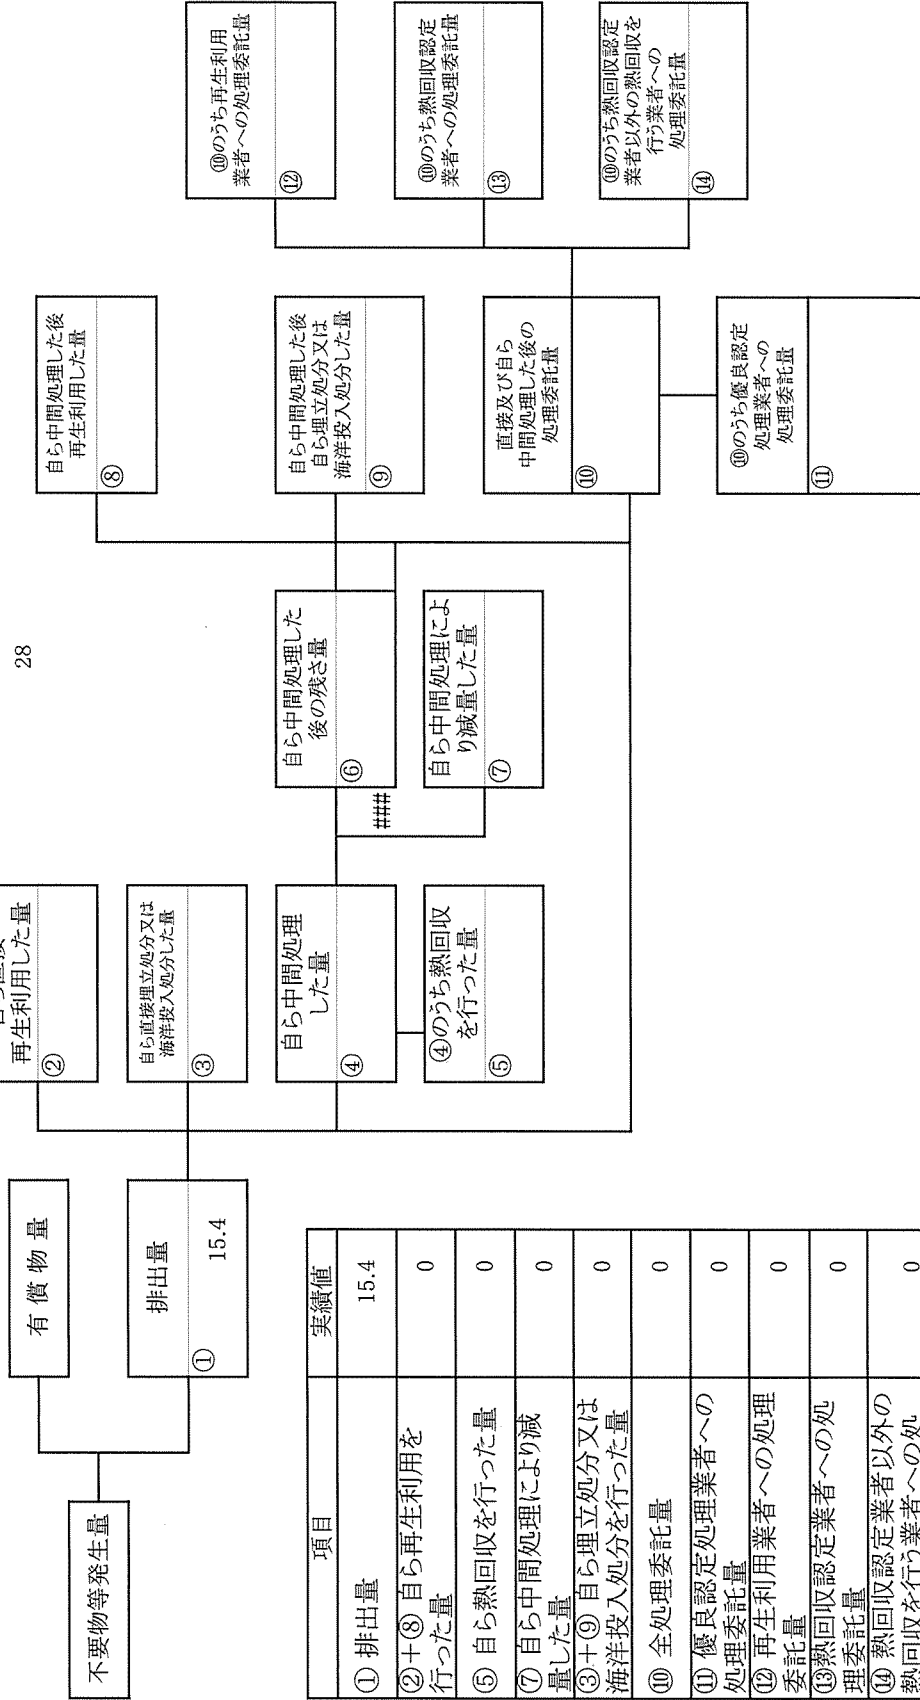 28
不要物等発生量
有 償 物 量
排出量
①
15.4
再生利用した量
②
自ら直接埋立処分又は
海洋投入処分した量
③
自ら中間処理
した量
④
④のうち熱回収
を行った量
⑤
自ら中間処理した
後の残さ量
⑥
###
自ら中間処理によ
り減量した量
⑦
自ら中間処理した後
再生利用した量
⑧
自ら中間処理した後
自ら埋立処分又は
海洋投入処分した量
⑨
直接及び自ら
中間処理した後の
処理委託量
⑩
⑩のうち優良認定
処理業者への
処理委託量
⑪
⑩のうち再生利用
業者への処理委託量
⑫
⑩のうち熱回収認定
業者への処理委託量
⑬
⑩のうち熱回収認定
業者以外の熱回収を
行う業者への
処理委託量
⑭
項目 実績値
① 排出量 15.4
②+⑧ 自ら再生利用を
行った量 0
⑤ 自ら熱回収を行った量 0
⑦ 自ら中間処理により減
量した量 0
③+⑨ 自ら埋立処分又は
海洋投入処分を行った量 0
⑩ 全処理委託量 0
⑪ 優良認定処理業者への
処理委託量 0
⑫ 再生利用業者への処理
委託量 0
⑬熱回収認定業者への処
理委託量 0
⑭ 熱回収認定業者以外の
熱回収を行う業者への処 0